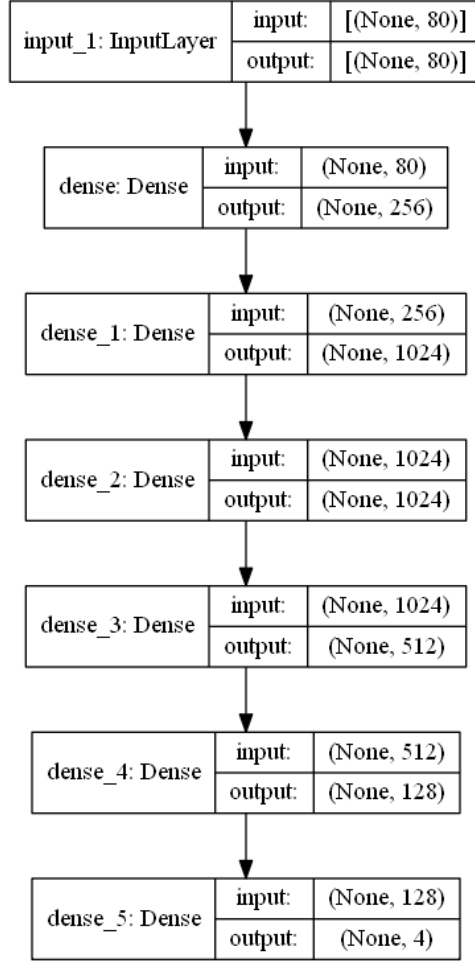 input_1: InputLayer
input: [(None, 80)]
output: [(None, 80)]
dense: Dense
input: (None, 80)
output: (None, 256)
dense_1: Dense
input: (None, 256)
output: (None, 1024)
dense_2: Dense
input: (None, 1024)
output: (None, 1024)
dense_3: Dense
input: (None, 1024)
output: (None, 512)
dense_4: Dense
input: (None, 512)
output: (None, 128)
dense_5: Dense
input: (None, 128)
output: (None, 4)